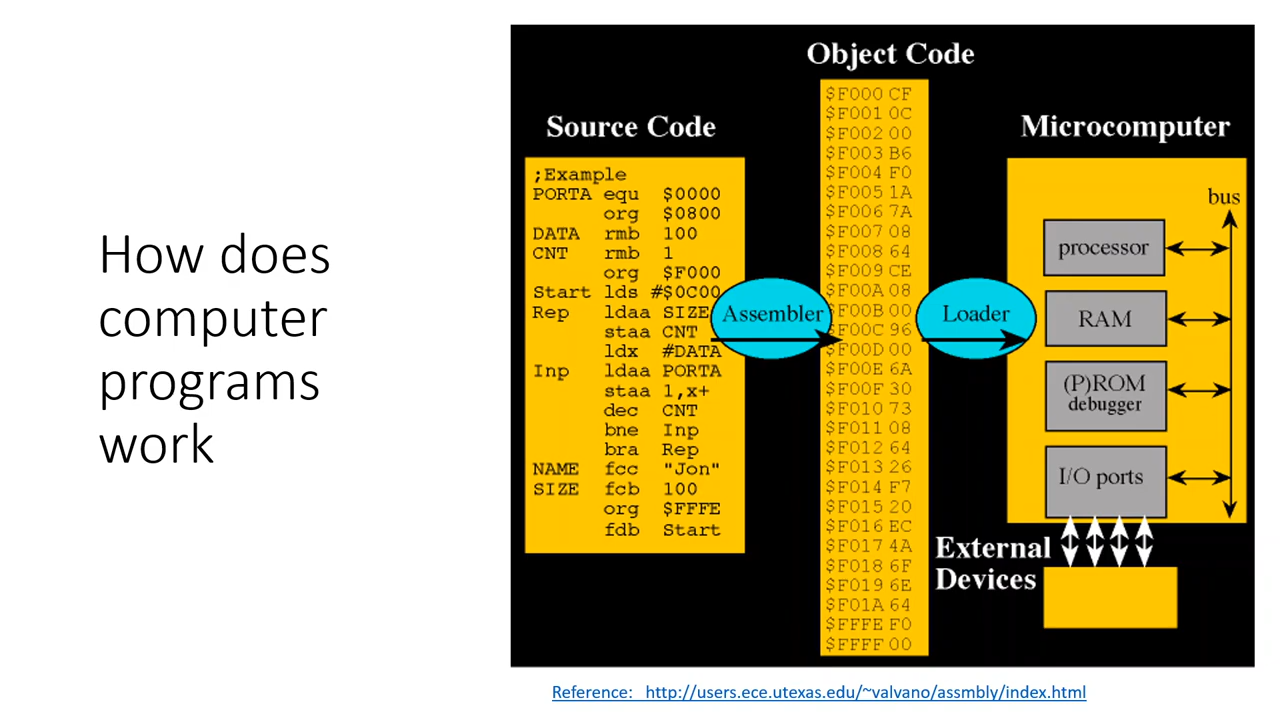 How does
computer
programs
work
Source Code
;Example
PORTA equ $0000
org $0800
DATA rmb 100
CNT rmb 1
org $F000
Start lds #$0C00
Rep ldaa SIZE
staa CNT
ldx #DATA
Inp ldaa PORTA
staa 1,x+
dec CNT
bne Inp
bra Rep
NAME fcc "Jon"
SIZE fcb 100
org $FFFE
fdb Start
Assembler
Object Code
$F000 CF
$F001 0C
$F002 00
$F003 B6
$F004 F0
$F005 1A
$F006 7A
$F007 08
$F008 64
$F009 CE
$F00A 08
$F00B 00
$F00C 96
$F00D 00
$F00E 6A
$F00F 30
$F010 73
$F011 08
$F012 64
$F013 26
$F014 F7
$F015 20
$F016 EC
$F017 4A
$F018 6F
$F019 6E
$F01A 64
$FFFE F0
$FFFF 00
Loader
Microcomputer
bus
processor
RAM
(P)ROM
debugger
I/O ports
External
Devices
Reference: http://users.ece.utexas.edu/~valvano/assmbly/index.html